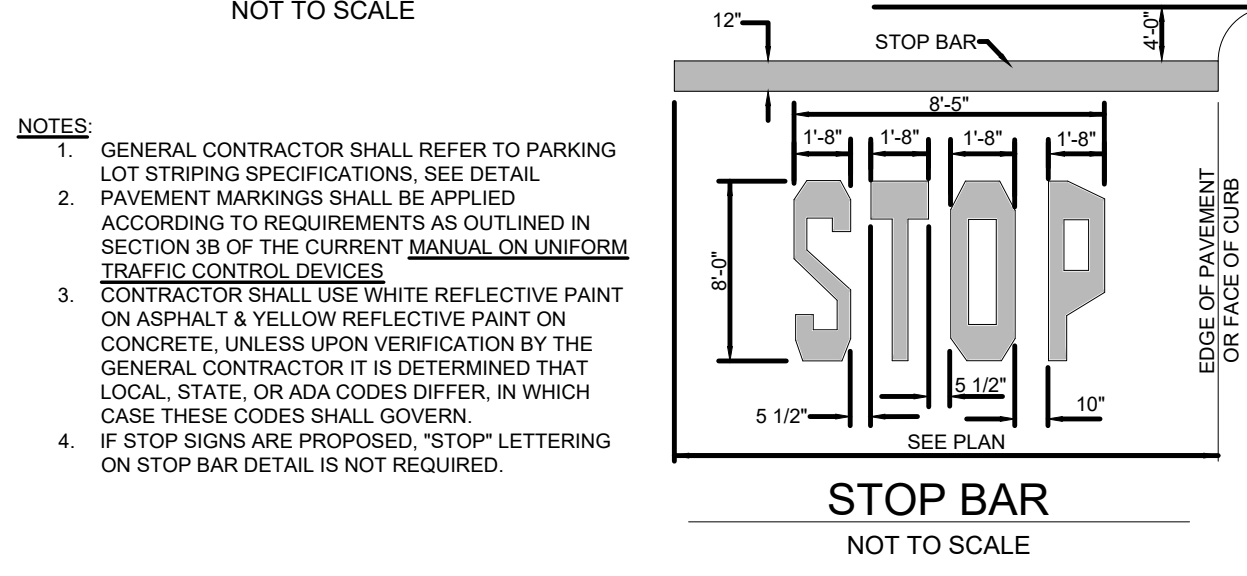 NOT TO SCALE
NOTES:
1. GENERAL CONTRACTOR SHALL REFER TO PARKING
LOT STRIPING SPECIFICATIONS, SEE DETAIL
2. PAVEMENT MARKINGS SHALL BE APPLIED
ACCORDING TO REQUIREMENTS AS OUTLINED IN
SECTION 3B OF THE CURRENT MANUAL ON UNIFORM
TRAFFIC CONTROL DEVICES
3. CONTRACTOR SHALL USE WHITE REFLECTIVE PAINT
ON ASPHALT & YELLOW REFLECTIVE PAINT ON
CONCRETE, UNLESS UPON VERIFICATION BY THE
GENERAL CONTRACTOR IT IS DETERMINED THAT
LOCAL, STATE, OR ADA CODES DIFFER, IN WHICH
CASE THESE CODES SHALL GOVERN.
4. IF STOP SIGNS ARE PROPOSED, "STOP" LETTERING
ON STOP BAR DETAIL IS NOT REQUIRED.
12"
STOP BAR
4'-0"
8'-5"
1'-8" 1'-8" 1'-8" 1'-8"
8'-0"
STOP
EDGE OF PAVEMENT
OR FACE OF CURB
5 1/2"
5 1/2"
10"
SEE PLAN
STOP BAR
NOT TO SCALE